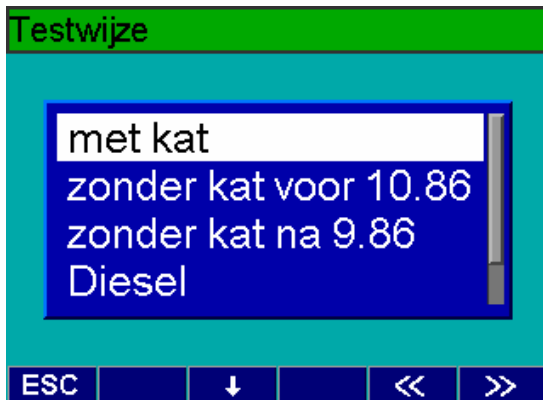 Testwijze
met kat
zonder kat voor 10.86
zonder kat na 9.86
Diesel
ESC ↓ << >>